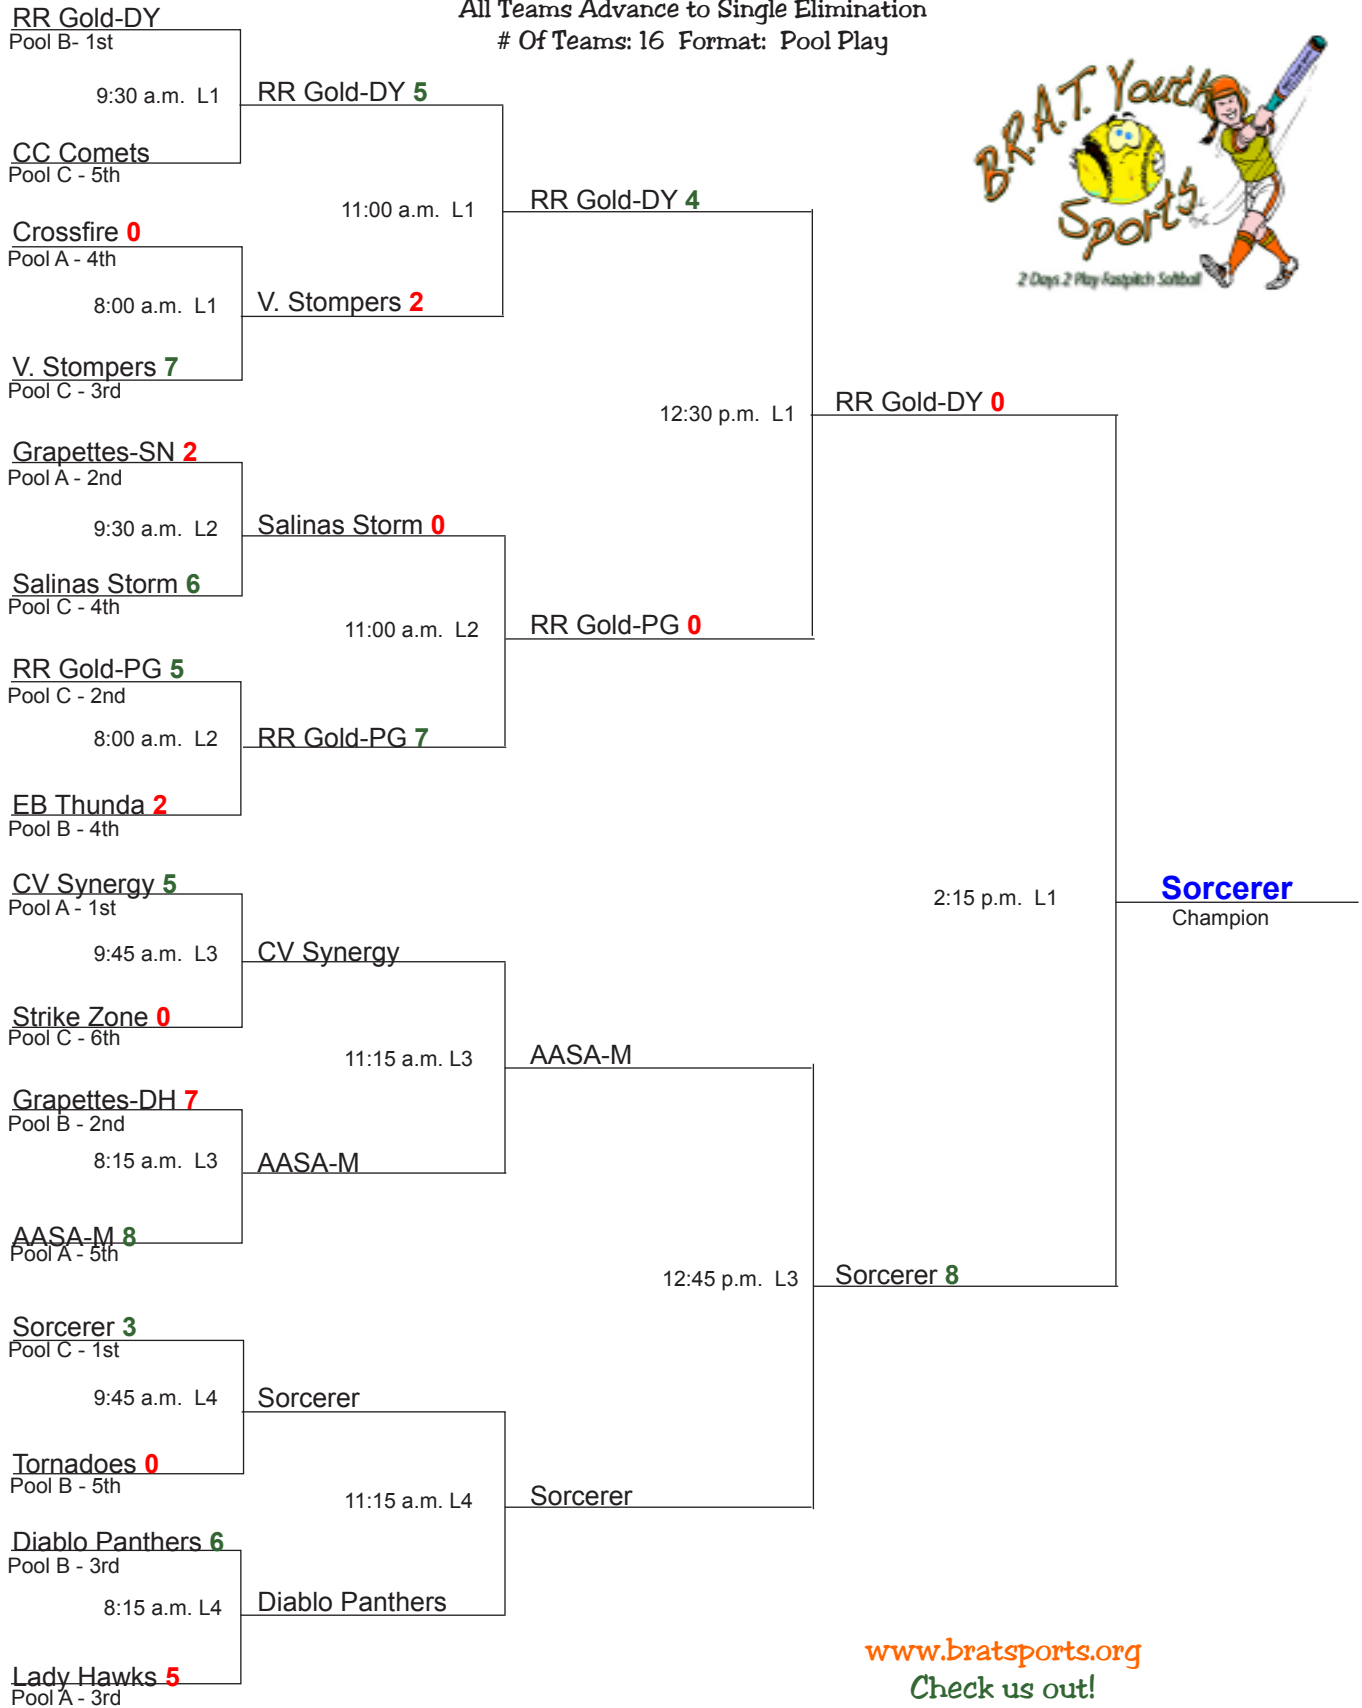 All Teams Advance to Single Elimination
# Of Teams: 16 Format: Pool Play
B.R.A.T. Youth
Sports
2 Days 2 Play Fastpitch Softball
RR Gold-DY
Pool B- 1st
9:30 a.m. L1
RR Gold-DY 5
CC Comets
Pool C - 5th
11:00 a.m. L1
RR Gold-DY 4
Crossfire 0
Pool A - 4th
8:00 a.m. L1
V. Stompers 2
V. Stompers 7
Pool C - 3rd
12:30 p.m. L1
RR Gold-DY 0
Grapettes-SN 2
Pool A - 2nd
9:30 a.m. L2
Salinas Storm 0
Salinas Storm 6
Pool C - 4th
11:00 a.m. L2
RR Gold-PG 0
RR Gold-PG 5
Pool C - 2nd
8:00 a.m. L2
RR Gold-PG 7
EB Thunda 2
Pool B - 4th
CV Synergy 5
Pool A - 1st
2:15 p.m. L1
Sorcerer
Champion
9:45 a.m. L3
CV Synergy
Strike Zone 0
Pool C - 6th
11:15 a.m. L3
AASA-M
Grapettes-DH 7
Pool B - 2nd
8:15 a.m. L3
AASA-M
AASA-M 8
Pool A - 5th
12:45 p.m. L3
Sorcerer 8
Sorcerer 3
Pool C - 1st
9:45 a.m. L4
Sorcerer
Tornadoes 0
Pool B - 5th
11:15 a.m. L4
Sorcerer
Diablo Panthers 6
Pool B - 3rd
8:15 a.m. L4
Diablo Panthers
Lady Hawks 5
Pool A - 3rd
www.bratsports.org
Check us out!